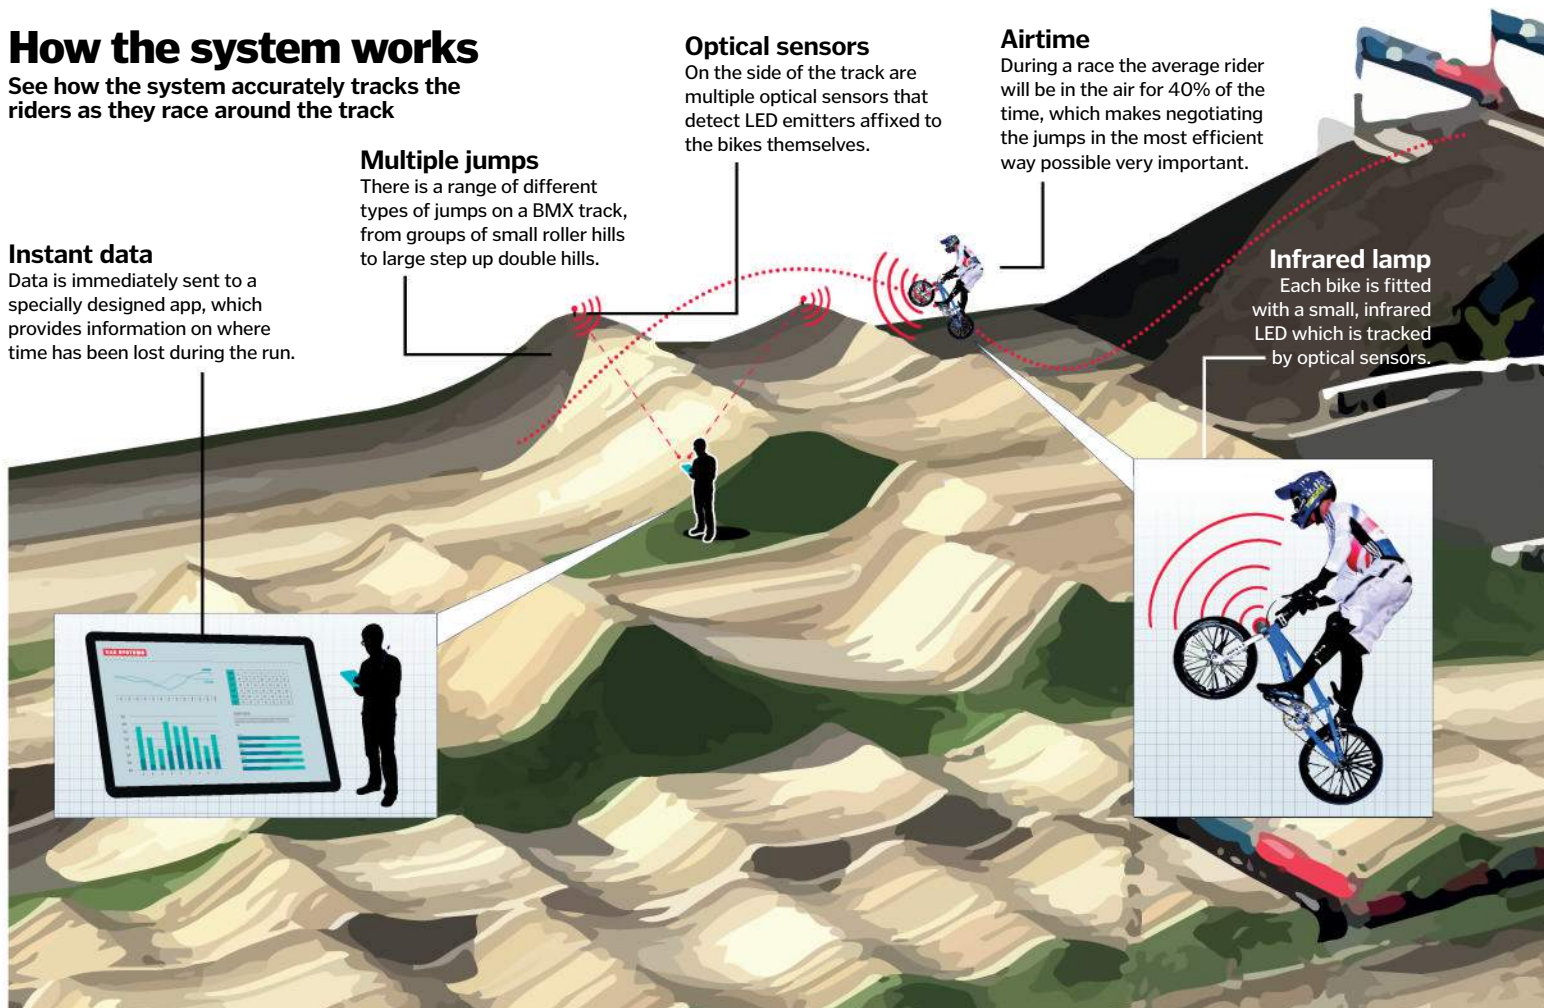 How the system works
See how the system accurately tracks the
riders as they race around the track
Instant data
Data is immediately sent to a
specially designed app, which
provides information on where
time has been lost during the run.
Multiple jumps
There is a range of different
types of jumps on a BMX track,
from groups of small roller hills
to large step up double hills.
Optical sensors
On the side of the track are
multiple optical sensors that
detect LED emitters affixed to
the bikes themselves.
Airtime
During a race the average rider
will be in the air for 40% of the
time, which makes negotiating
the jumps in the most efficient
way possible very important.
Infrared lamp
Each bike is fitted
with a small, infrared
LED which is tracked
by optical sensors.